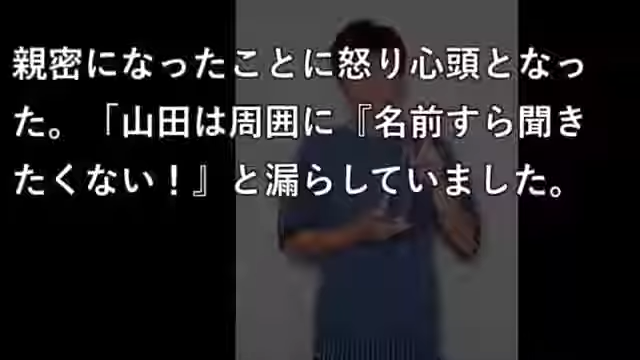 親密になったことに怒り心頭となっ
た。「山田は周囲に『名前すら聞き
たくない！』と漏らしていました。